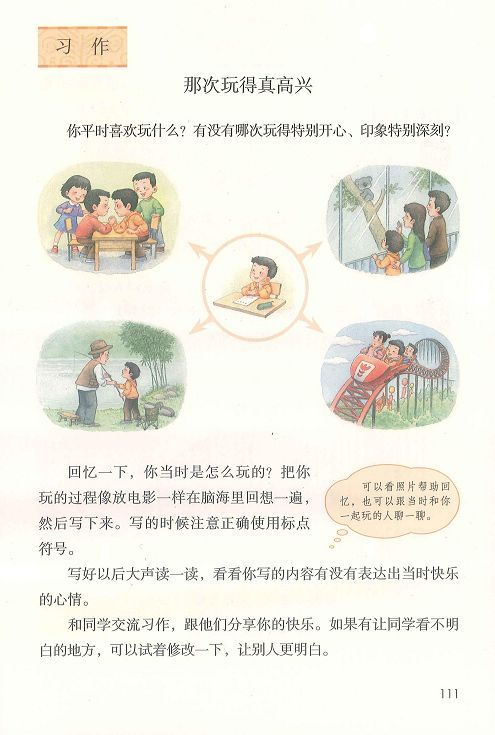 习 作
那次玩得真高兴
你平时喜欢玩什么？有没有哪次玩得特别开心、印象特别深刻？
回忆一下，你当时是怎么玩的？把你
玩的过程像放电影一样在脑海里回想一遍，
然后写下来。写的时候注意正确使用标点
符号。
可以看照片帮助回
忆，也可以跟当时和你
一起玩的人聊一聊。
写好以后大声读一读，看看你写的内容有没有表达出当时快乐
的心情。
和同学交流习作，跟他们分享你的快乐。如果有让同学看不明
白的地方，可以试着修改一下，让别人更明白。
111